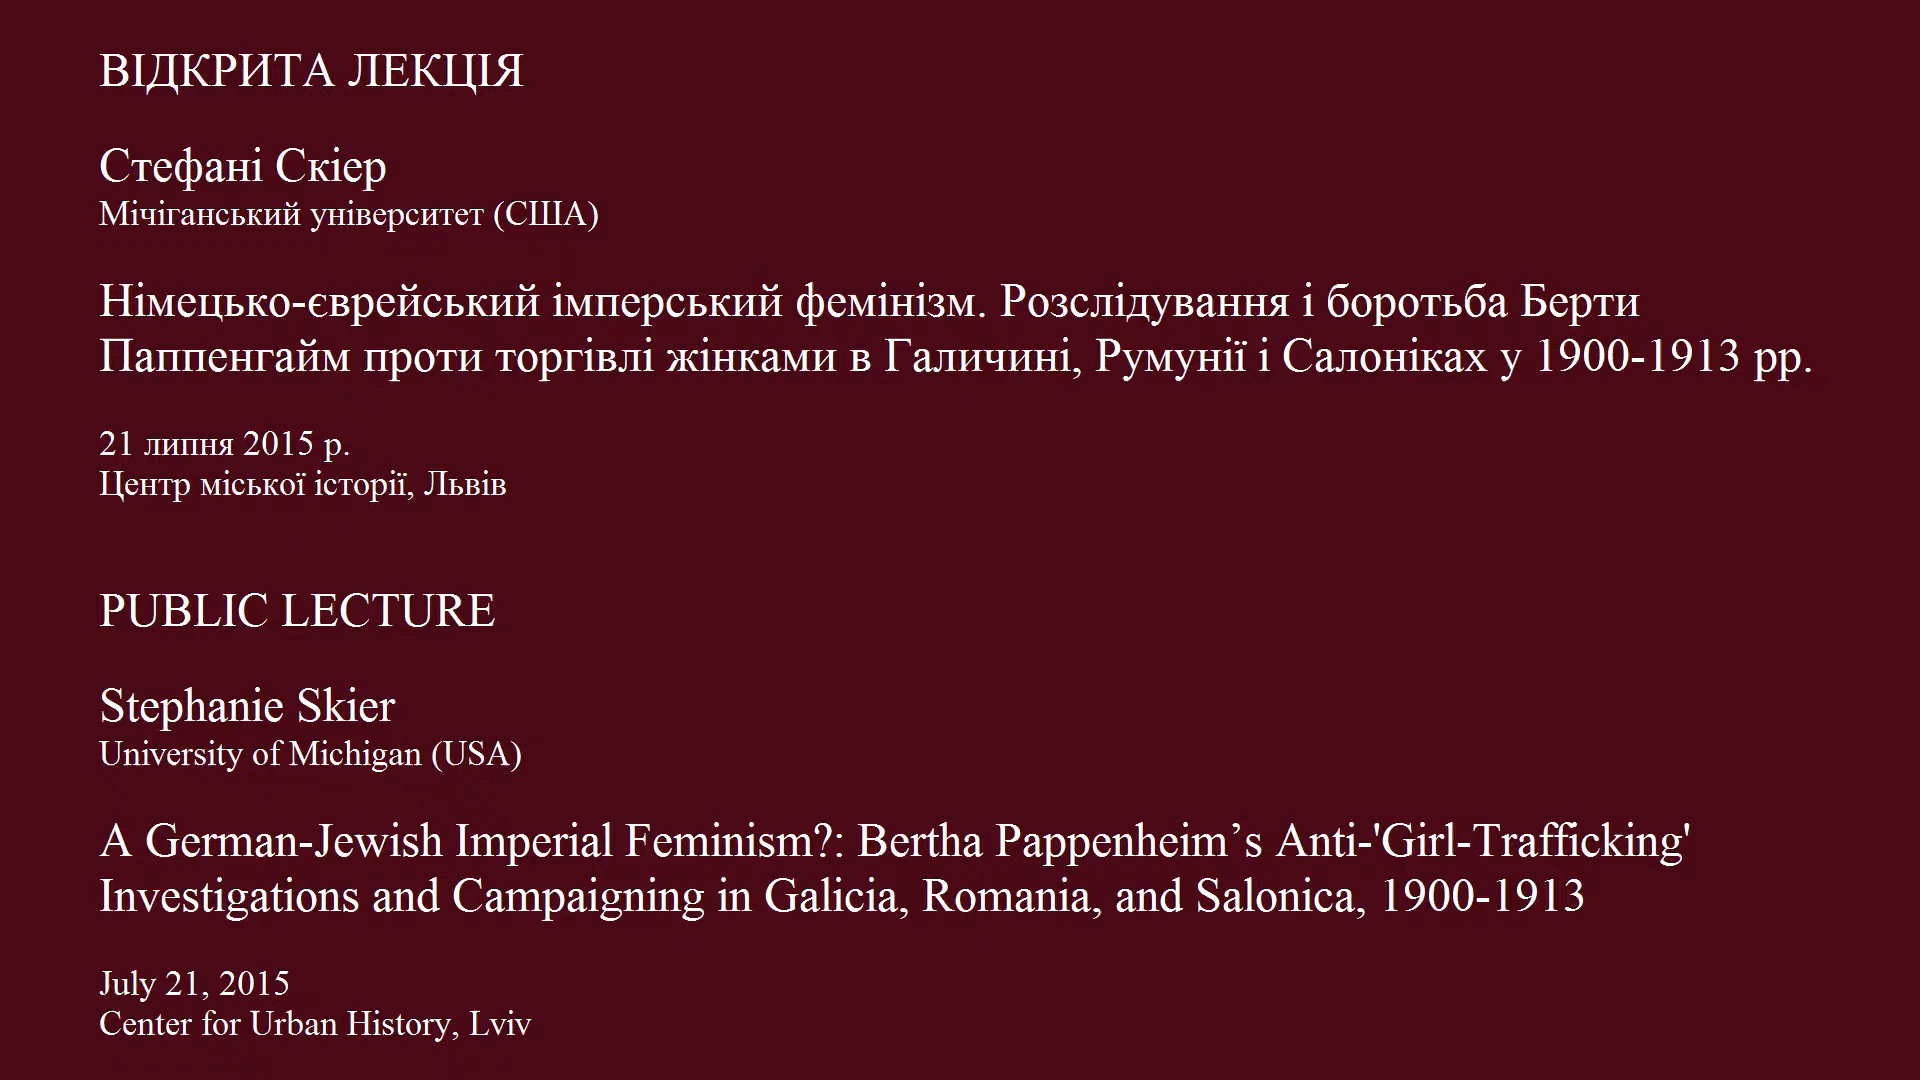 ВІДКРИТА ЛЕКЦІЯ
Стефані Скієр
Мічіганський університет (США)
Німецько-єврейський імперський фемінізм. Розслідування і боротьба Берти
Паппенгайм проти торгівлі жінками в Галичині, Румунії і Салоніках у 1900-1913 рр.
21 липня 2015 р.
Центр міської історії, Львів
PUBLIC LECTURE
Stephanie Skier
University of Michigan (USA)
A German-Jewish Imperial Feminism?: Bertha Pappenheim’s Anti-'Girl-Trafficking'
Investigations and Campaigning in Galicia, Romania, and Salonica, 1900-1913
July 21, 2015
Center for Urban History, Lviv